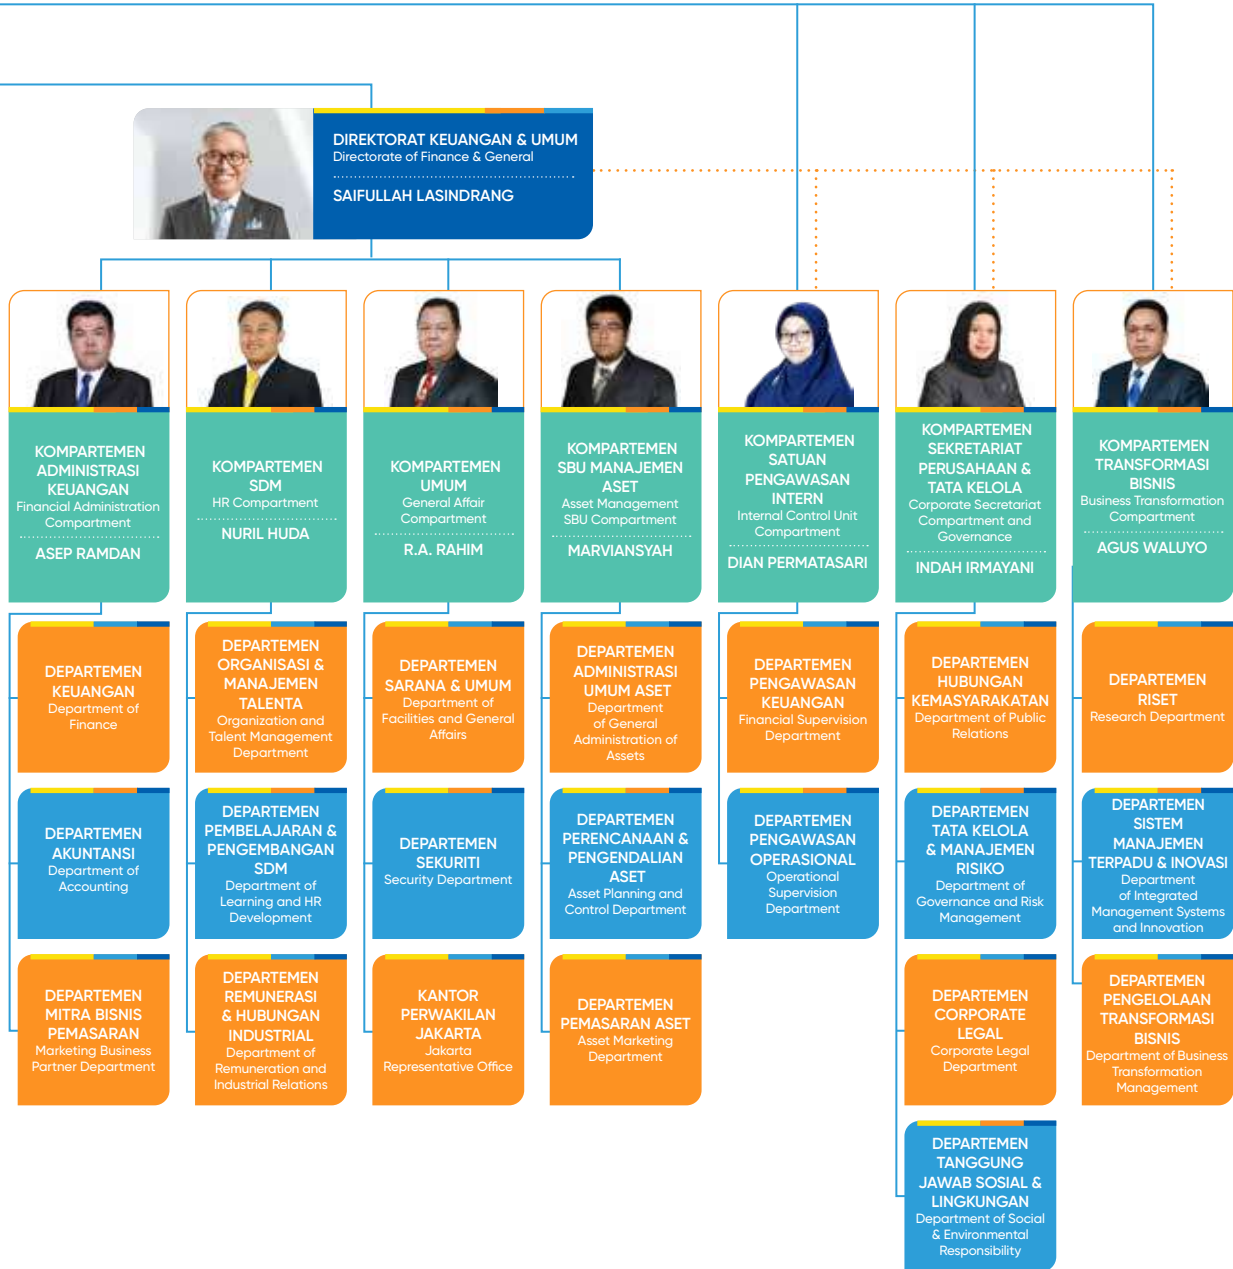 DIREKTORAT KEUANGAN & UMUM
Directorate of Finance & General
SAIFULLAH LASINDRANG
KOMPARTEMEN
ADMINISTRASI
KEUANGAN
Financial Administration
Compartment
ASEP RAMDAN
KOMPARTEMEN
SDM
HR Compartment
NURIL HUDA
KOMPARTEMEN
UMUM
General Affair
Compartment
R.A. RAHIM
KOMPARTEMEN
SBU MANAJEMEN
ASET
Asset Management
SBU Compartment
MARVIANSYAH
KOMPARTEMEN
SATUAN
PENGAWASAN
INTERN
Internal Control Unit
Compartment
DIAN PERMATASARI
KOMPARTEMEN
SEKRETARIAT
PERUSAHAAN &
TATA KELOLA
Corporate Secretariat
Compartment and
Governance
INDAH IRMAYANI
KOMPARTEMEN
TRANSFORMASI
BISNIS
Business Transformation
Compartment
AGUS WALUYO
DEPARTEMEN
KEUANGAN
Department of
Finance
DEPARTEMEN
ORGANISASI &
MANAJEMEN
TALENTA
Organization and
Talent Management
Department
DEPARTEMEN
SARANA & UMUM
Department of
Facilities and General
Affairs
DEPARTEMEN
ADMINISTRASI
UMUM ASET
Department
of General
Administration of
Assets
DEPARTEMEN
PENGAWASAN
KEUANGAN
Financial Supervision
Department
DEPARTEMEN
HUBUNGAN
KEMASYARAKATAN
Department of Public
Relations
DEPARTEMEN
RISET
Research Department
DEPARTEMEN
AKUNTANSI
Department of
Accounting
DEPARTEMEN
PEMBELAJARAN &
PENGEMBANGAN
SDM
Department of
Learning and HR
Development
DEPARTEMEN
SEKURITI
Security Department
DEPARTEMEN
PERENCANAAN &
PENGENDALIAN
ASET
Asset Planning and
Control Department
DEPARTEMEN
PENGAWASAN
OPERASIONAL
Operational
Supervision
Department
DEPARTEMEN
TATA KELOLA
& MANAJEMEN
RISIKO
Department of
Governance and Risk
Management
DEPARTEMEN
SISTEM
MANAJEMEN
TERPADU & INOVASI
Department
of Integrated
Management Systems
and Innovation
DEPARTEMEN
MITRA BISNIS
PEMASARAN
Marketing Business
Partner Department
DEPARTEMEN
REMUNERASI
& HUBUNGAN
INDUSTRIAL
Department of
Remuneration and
Industrial Relations
KANTOR
PERWAKILAN
JAKARTA
Jakarta
Representative Office
DEPARTEMEN
PEMASARAN ASET
Asset Marketing
Department
DEPARTEMEN
CORPORATE
LEGAL
Corporate Legal
Department
DEPARTEMEN
PENGELOLAAN
TRANSFORMASI
BISNIS
Department of Business
Transformation
Management
DEPARTEMEN
TANGGUNG
JAWAB SOSIAL &
LINGKUNGAN
Department of Social
& Environmental
Responsibility